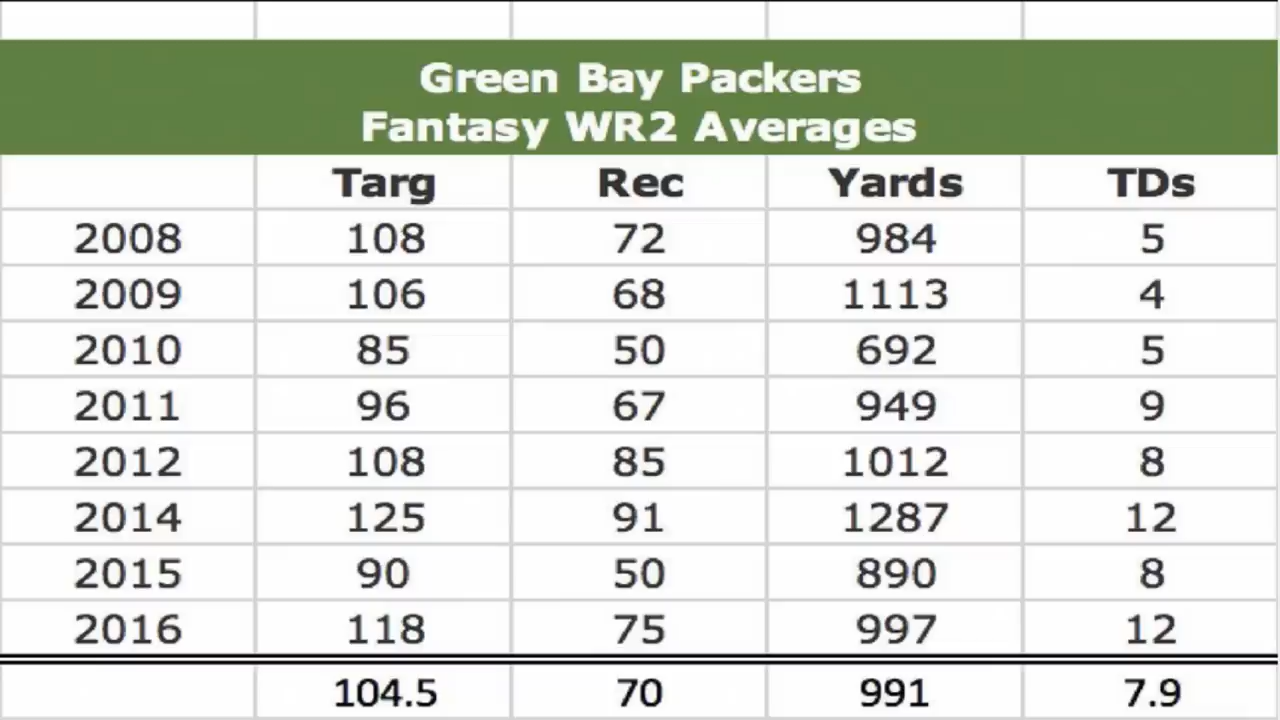 Green Bay Packers
Fantasy WR2 Averages
Targ Rec Yards TDs
2008 108 72 984 5
2009 106 68 1113 4
2010 85 50 692 5
2011 96 67 949 9
2012 108 85 1012 8
2014 125 91 1287 12
2015 90 50 890 8
2016 118 75 997 12
104.5 70 991 7.9